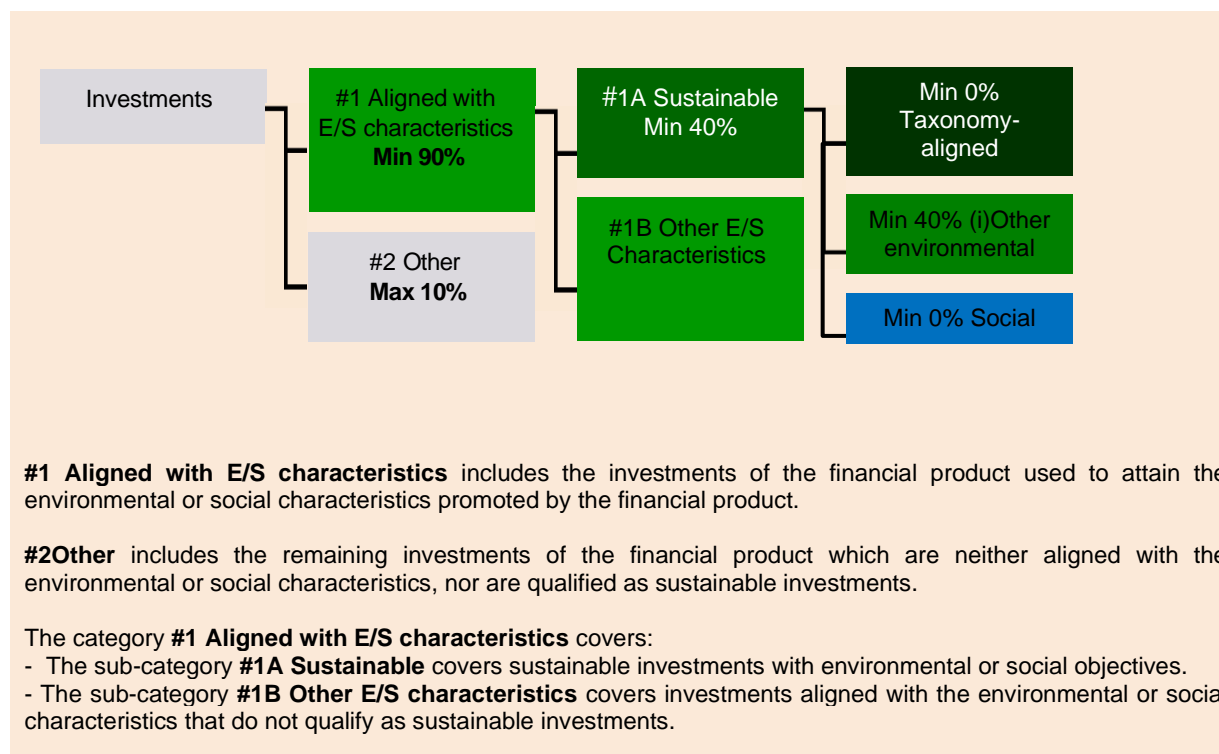 Investments
#1 Aligned with
E/S characteristics
Min 90%
#2 Other
Max 10%
#1A Sustainable
Min 40%
#1B Other E/S
Characteristics
Min 0%
Taxonomy-
aligned
Min 40% (i)Other
environmental
Min 0% Social
#1 Aligned with E/S characteristics includes the investments of the financial product used to attain the
environmental or social characteristics promoted by the financial product.
#2Other includes the remaining investments of the financial product which are neither aligned with the
environmental or social characteristics, nor are qualified as sustainable investments.
The category #1 Aligned with E/S characteristics covers:
- The sub-category #1A Sustainable covers sustainable investments with environmental or social objectives.
- The sub-category #1B Other E/S characteristics covers investments aligned with the environmental or social
characteristics that do not qualify as sustainable investments.